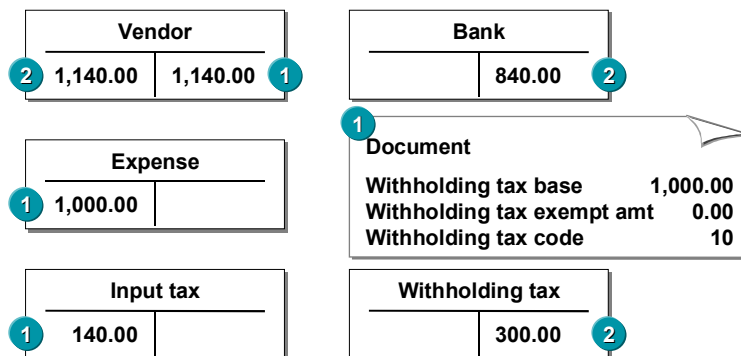 Vendor
2 1,140.00 1,140.00 1
Bank
840.00 2
Expense
1 1,000.00
1
Document
Withholding tax base 1,000.00
Withholding tax exempt amt 0.00
Withholding tax code 10
Input tax
1 140.00
Withholding tax
300.00 2